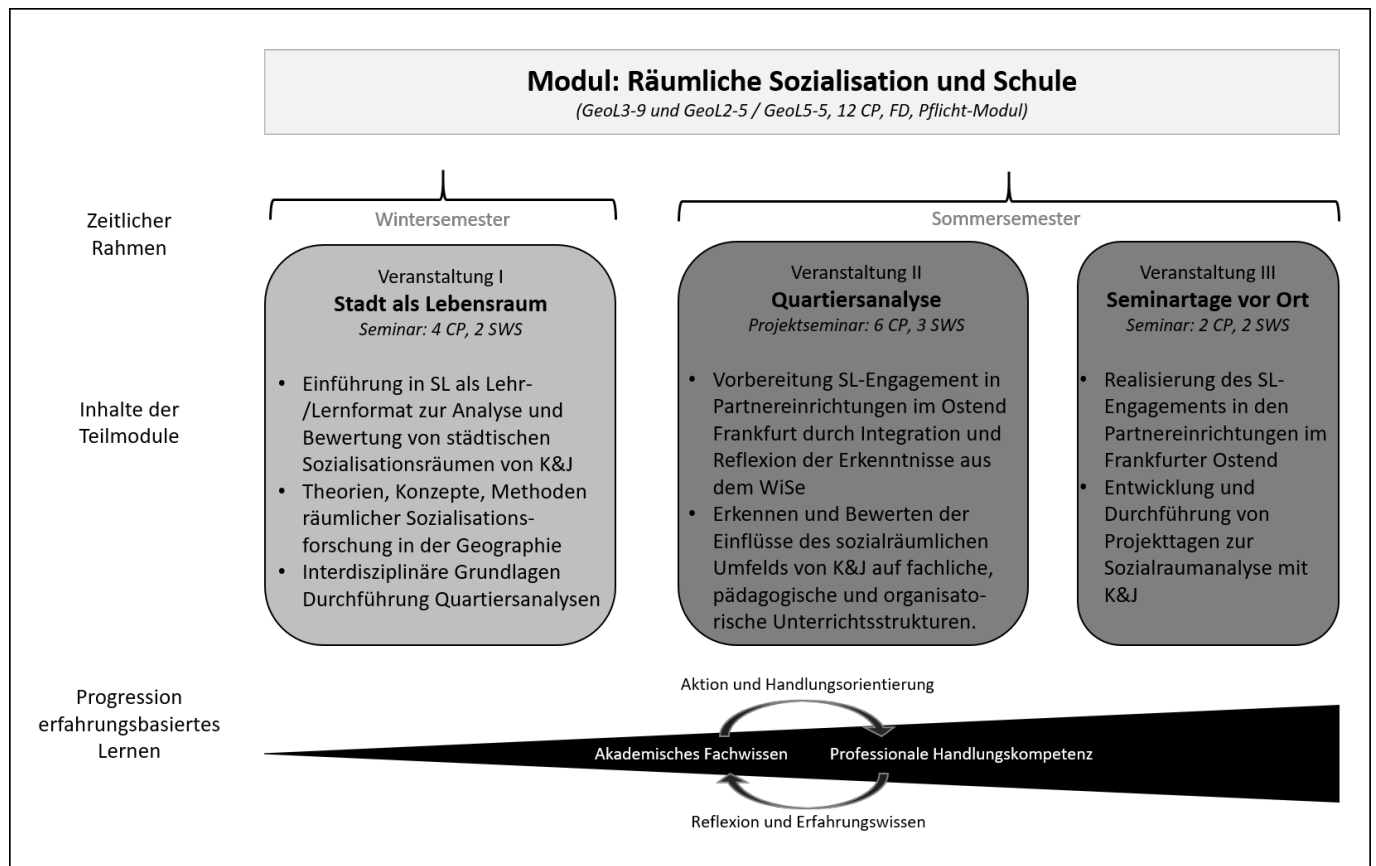 Modul: Räumliche Sozialisation und Schule
(GeoL3-9 und GeoL2-5 / GeoL5-5, 12 CP, FD, Pflicht-Modul)
Zeitlicher
Rahmen
Wintersemester
Sommersemester
Veranstaltung I
Stadt als Lebensraum
Seminar: 4 CP, 2 SWS
Veranstaltung II
Quartiersanalyse
Projektseminar: 6 CP, 3 SWS
Veranstaltung III
Seminartage vor Ort
Seminar: 2 CP, 2 SWS
Inhalte der
Teilmodule
• Einführung in SL als Lehr-
/Lernformat zur Analyse und
Bewertung von städtischen
Sozialisationsräumen von K&J
• Theorien, Konzepte, Methoden
räumlicher Sozialisations-
forschung in der Geographie
• Interdisziplinäre Grundlagen
Durchführung Quartiersanalysen
• Vorbereitung SL-Engagement in
Partnereinrichtungen im Ostend
Frankfurt durch Integration und
Reflexion der Erkenntnisse aus
dem WiSe
• Erkennen und Bewerten der
Einflüsse des sozialräumlichen
Umfelds von K&J auf fachliche,
pädagogische und organisato-
rische Unterrichtsstrukturen.
• Realisierung des SL-
Engagements in den
Partnereinrichtungen im
Frankfurter Ostend
• Entwicklung und
Durchführung von
Projekttagen zur
Sozialraumanalyse mit
K&J
Progression
erfahrungsbasiertes
Lernen
Aktion und Handlungsorientierung
Akademisches Fachwissen
Professionale Handlungskompetenz
Reflexion und Erfahrungswissen